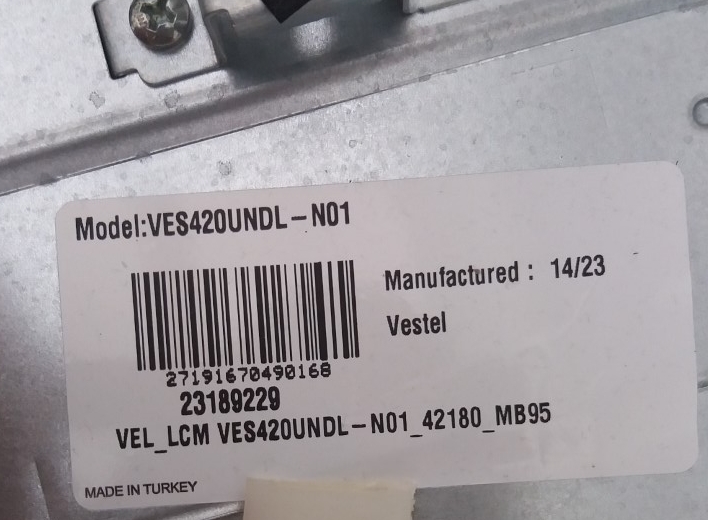 Model:VES420UNDL-N01
Manufactured : 14/23
Vestel
27191670490168
23189229
VEL_LCM VES420UNDL-N01_42180_MB95
MADE IN TURKEY